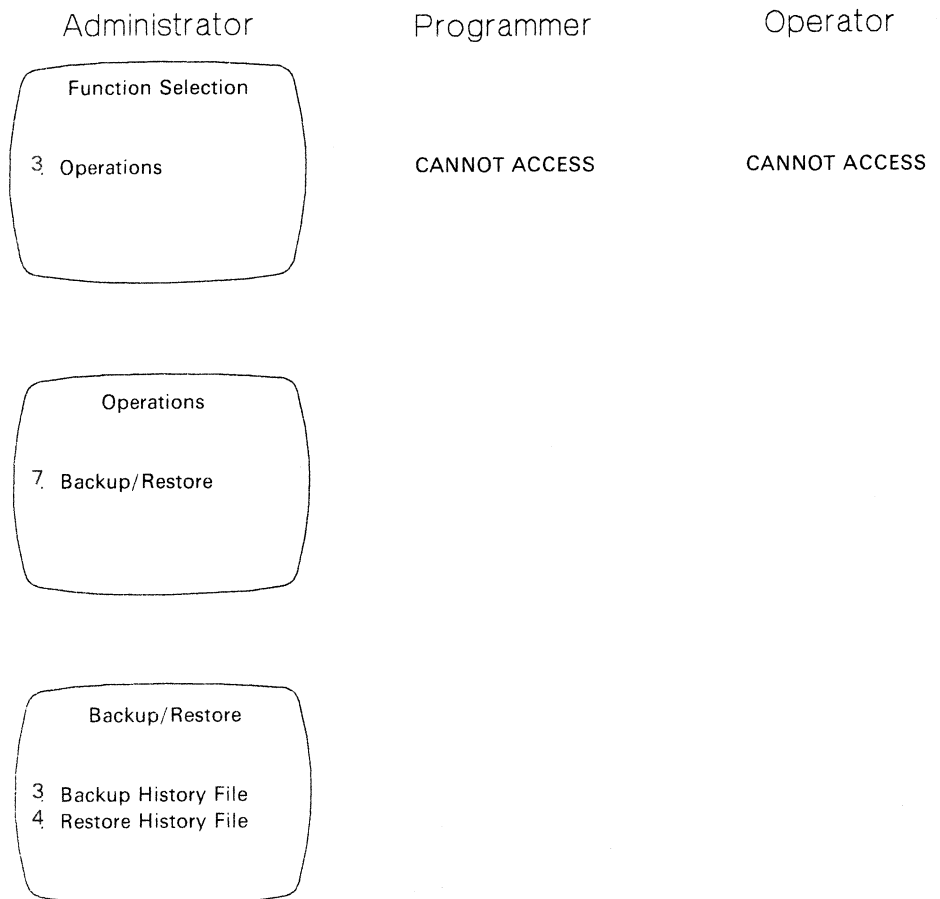 Administrator Programmer Operator
Function Selection
3. Operations CANNOT ACCESS CANNOT ACCESS
Operations
7. Backup/Restore
Backup/Restore
3. Backup History File
4. Restore History File